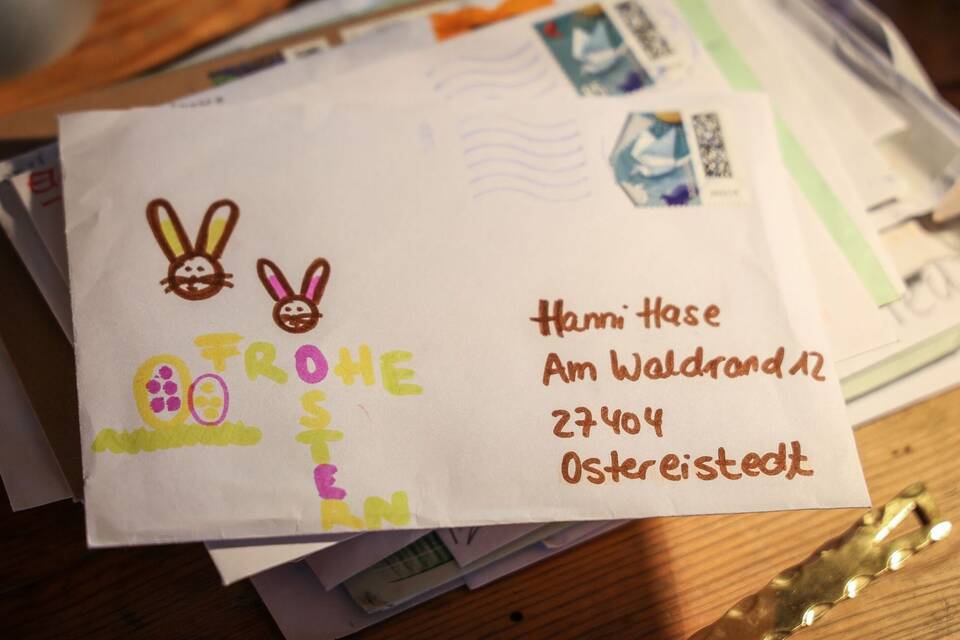 FROHE
OSTERN
Hanni Hase
Am Waldrand 12
27404
Ostereistedt